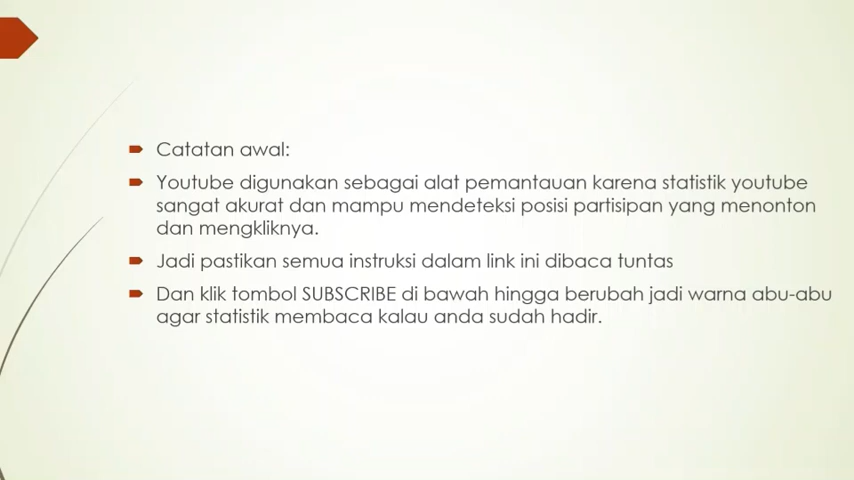 Catatan awal:
Youtube digunakan sebagai alat pemantauan karena statistik youtube
sangat akurat dan mampu mendeteksi posisi partisipan yang menonton
dan mengkliknya.
Jadi pastikan semua instruksi dalam link ini dibaca tuntas
Dan klik tombol SUBSCRIBE di bawah hingga berubah jadi warna abu-abu
agar statistik membaca kalau anda sudah hadir.